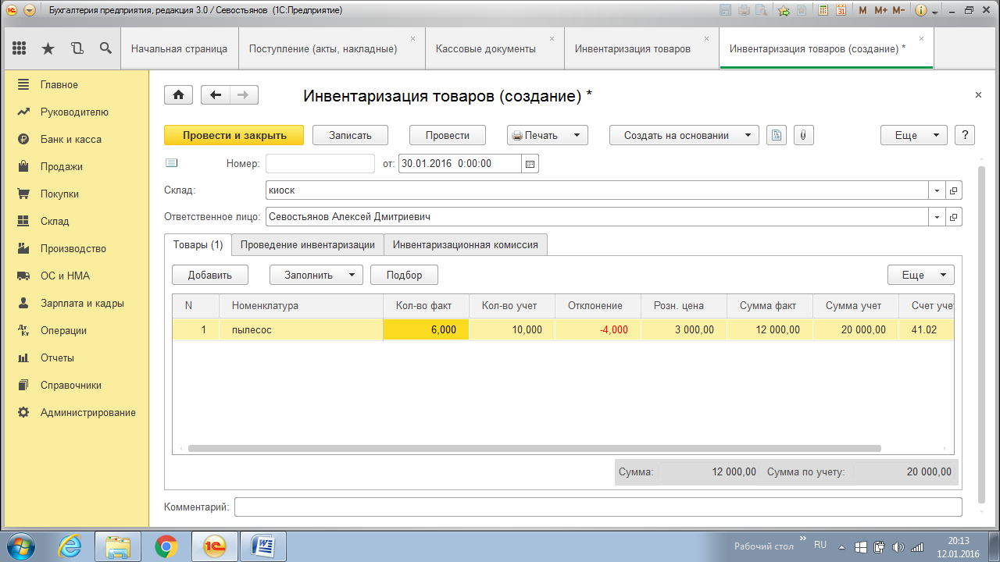 Бухгалтерия предприятия, редакция 3.0 / Севостьянов (1С:Предприятие)
M M+ M-
Начальная страница
Поступление (акты, накладные)
Кассовые документы
Инвентаризация товаров
Инвентаризация товаров (создание) *
Главное
Руководителю
Банк и касса
Продажи
Покупки
Склад
Производство
ОС и НМА
Зарплата и кадры
Операции
Отчеты
Справочники
Администрирование
Инвентаризация товаров (создание) *
Провести и закрыть
Записать
Провести
Печать
Создать на основании
Еще
?
Номер:
от: 30.01.2016 0:00:00
Склад: киоск
Ответственное лицо: Севостьянов Алексей Дмитриевич
Товары (1)
Проведение инвентаризации
Инвентаризационная комиссия
Добавить
Заполнить
Подбор
Еще
N Номенклатура Кол-во факт Кол-во учет Отклонение Розн. цена Сумма факт Сумма учет Счет уче
1 пылесос 6,000 10,000 -4,000 3 000,00 12 000,00 20 000,00 41.02
Сумма: 12 000,00 Сумма по учету: 20 000,00
Комментарий:
Рабочий стол » RU
20:13
12.01.2016